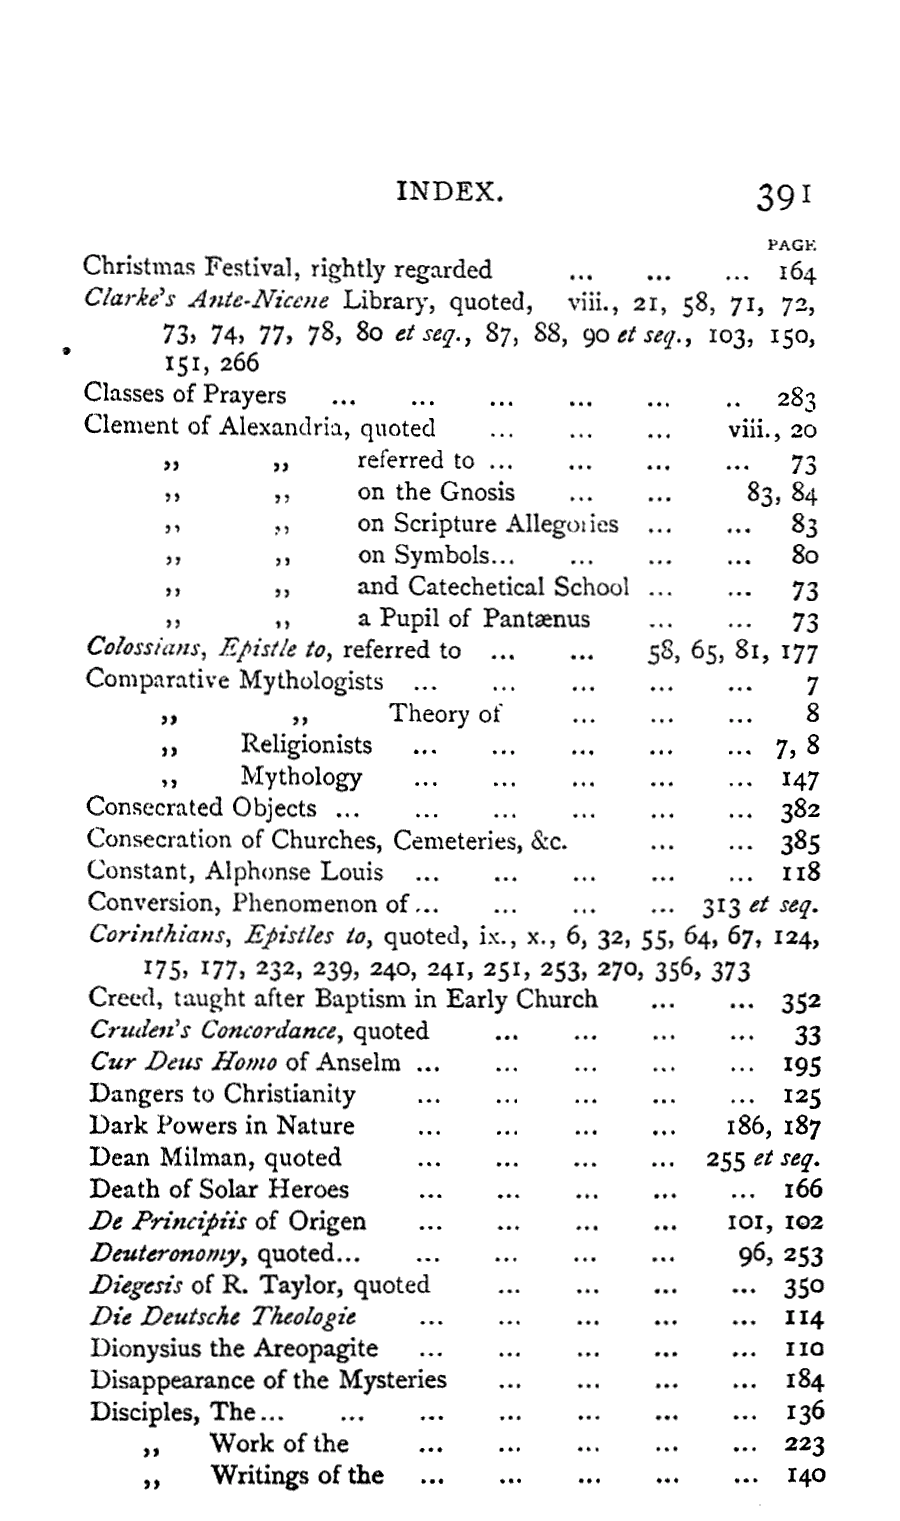 INDEX. 391
PAGE
Christmas Festival, rightly regarded ... ... ... 164
Clarke's Ante-Nicene Library, quoted, viii., 21, 58, 71, 72,
73, 74, 77, 78, 80 et seq., 87, 88, 90 et seq., 103, 150,
151, 266
Classes of Prayers ... ... ... ... ... .. 283
Clement of Alexandria, quoted ... ... ... viii., 20
,, ,, referred to ... ... ... ... 73
,, ,, on the Gnosis ... ... 83, 84
,, ,, on Scripture Allegories ... ... 83
,, ,, on Symbols... ... ... ... 80
,, ,, and Catechetical School ... ... 73
,, ,, a Pupil of Pantænus ... ... 73
Colossians, Epistle to, referred to ... ... 58, 65, 81, 177
Comparative Mythologists ... ... ... ... ... 7
,, ,, Theory of ... ... ... 8
,, Religionists ... ... ... ... ... 7, 8
,, Mythology ... ... ... ... ... 147
Consecrated Objects ... ... ... ... ... ... 382
Consecration of Churches, Cemeteries, &c. ... ... 385
Constant, Alphonse Louis ... ... ... ... ... 118
Conversion, Phenomenon of ... ... ... ... 313 et seq.
Corinthians, Epistles to, quoted, ix., x., 6, 32, 55, 64, 67, 124,
175, 177, 232, 239, 240, 241, 251, 253, 270, 356, 373
Creed, taught after Baptism in Early Church ... ... 352
Cruden's Concordance, quoted ... ... ... ... 33
Cur Deus Homo of Anselm ... ... ... ... ... 195
Dangers to Christianity ... ... ... ... ... 125
Dark Powers in Nature ... ... ... ... 186, 187
Dean Milman, quoted ... ... ... ... 255 et seq.
Death of Solar Heroes ... ... ... ... ... 166
De Principiis of Origen ... ... ... ... 101, 102
Deuteronomy, quoted... ... ... ... ... 96, 253
Diegesis of R. Taylor, quoted ... ... ... ... 350
Die Deutsche Theologie ... ... ... ... ... 114
Dionysius the Areopagite ... ... ... ... ... 110
Disappearance of the Mysteries ... ... ... ... 184
Disciples, The ... ... ... ... ... ... ... 136
,, Work of the ... ... ... ... ... 223
,, Writings of the ... ... ... ... ... 140